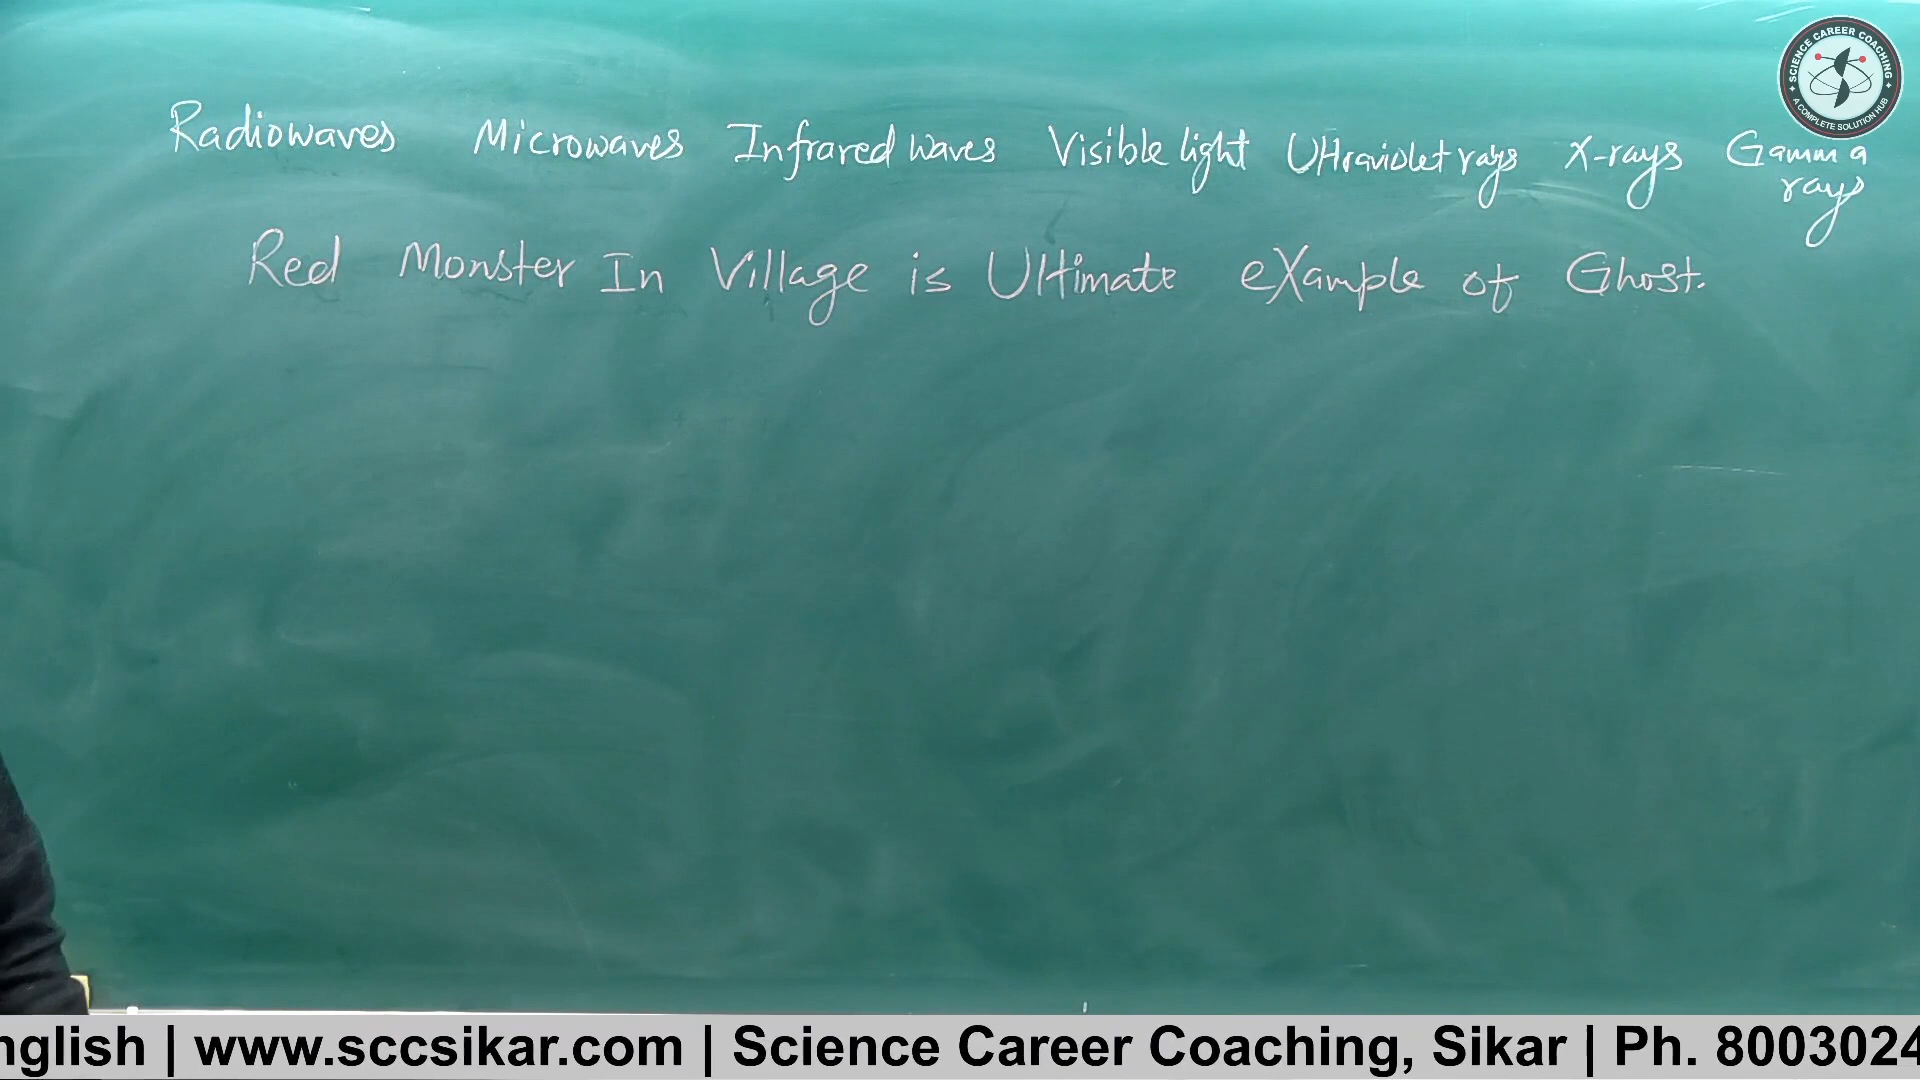 SCIENCE CAREER COACHING
A COMPLETE SOLUTION HUB
Radiowaves Microwaves Infrared waves Visible light Ultraviolet rays X-rays Gamma rays
Red Monster In Village is Ultimate eXample of Ghost.
nglish | www.sccsikar.com | Science Career Coaching, Sikar | Ph. 8003024